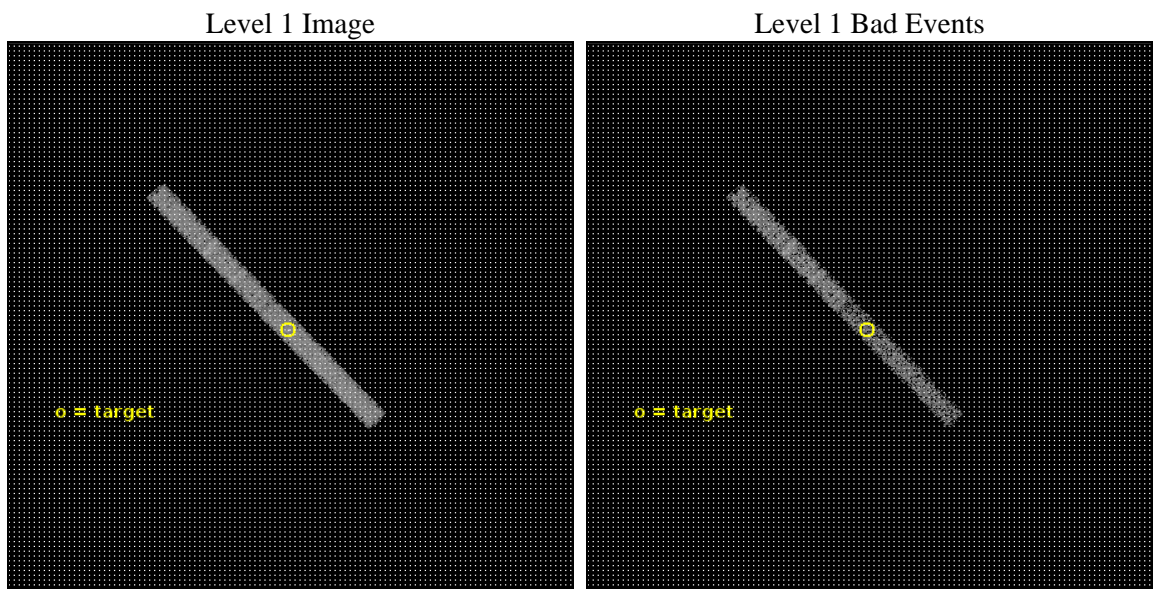 Level 1 Image
Level 1 Bad Events
o = target
o = target